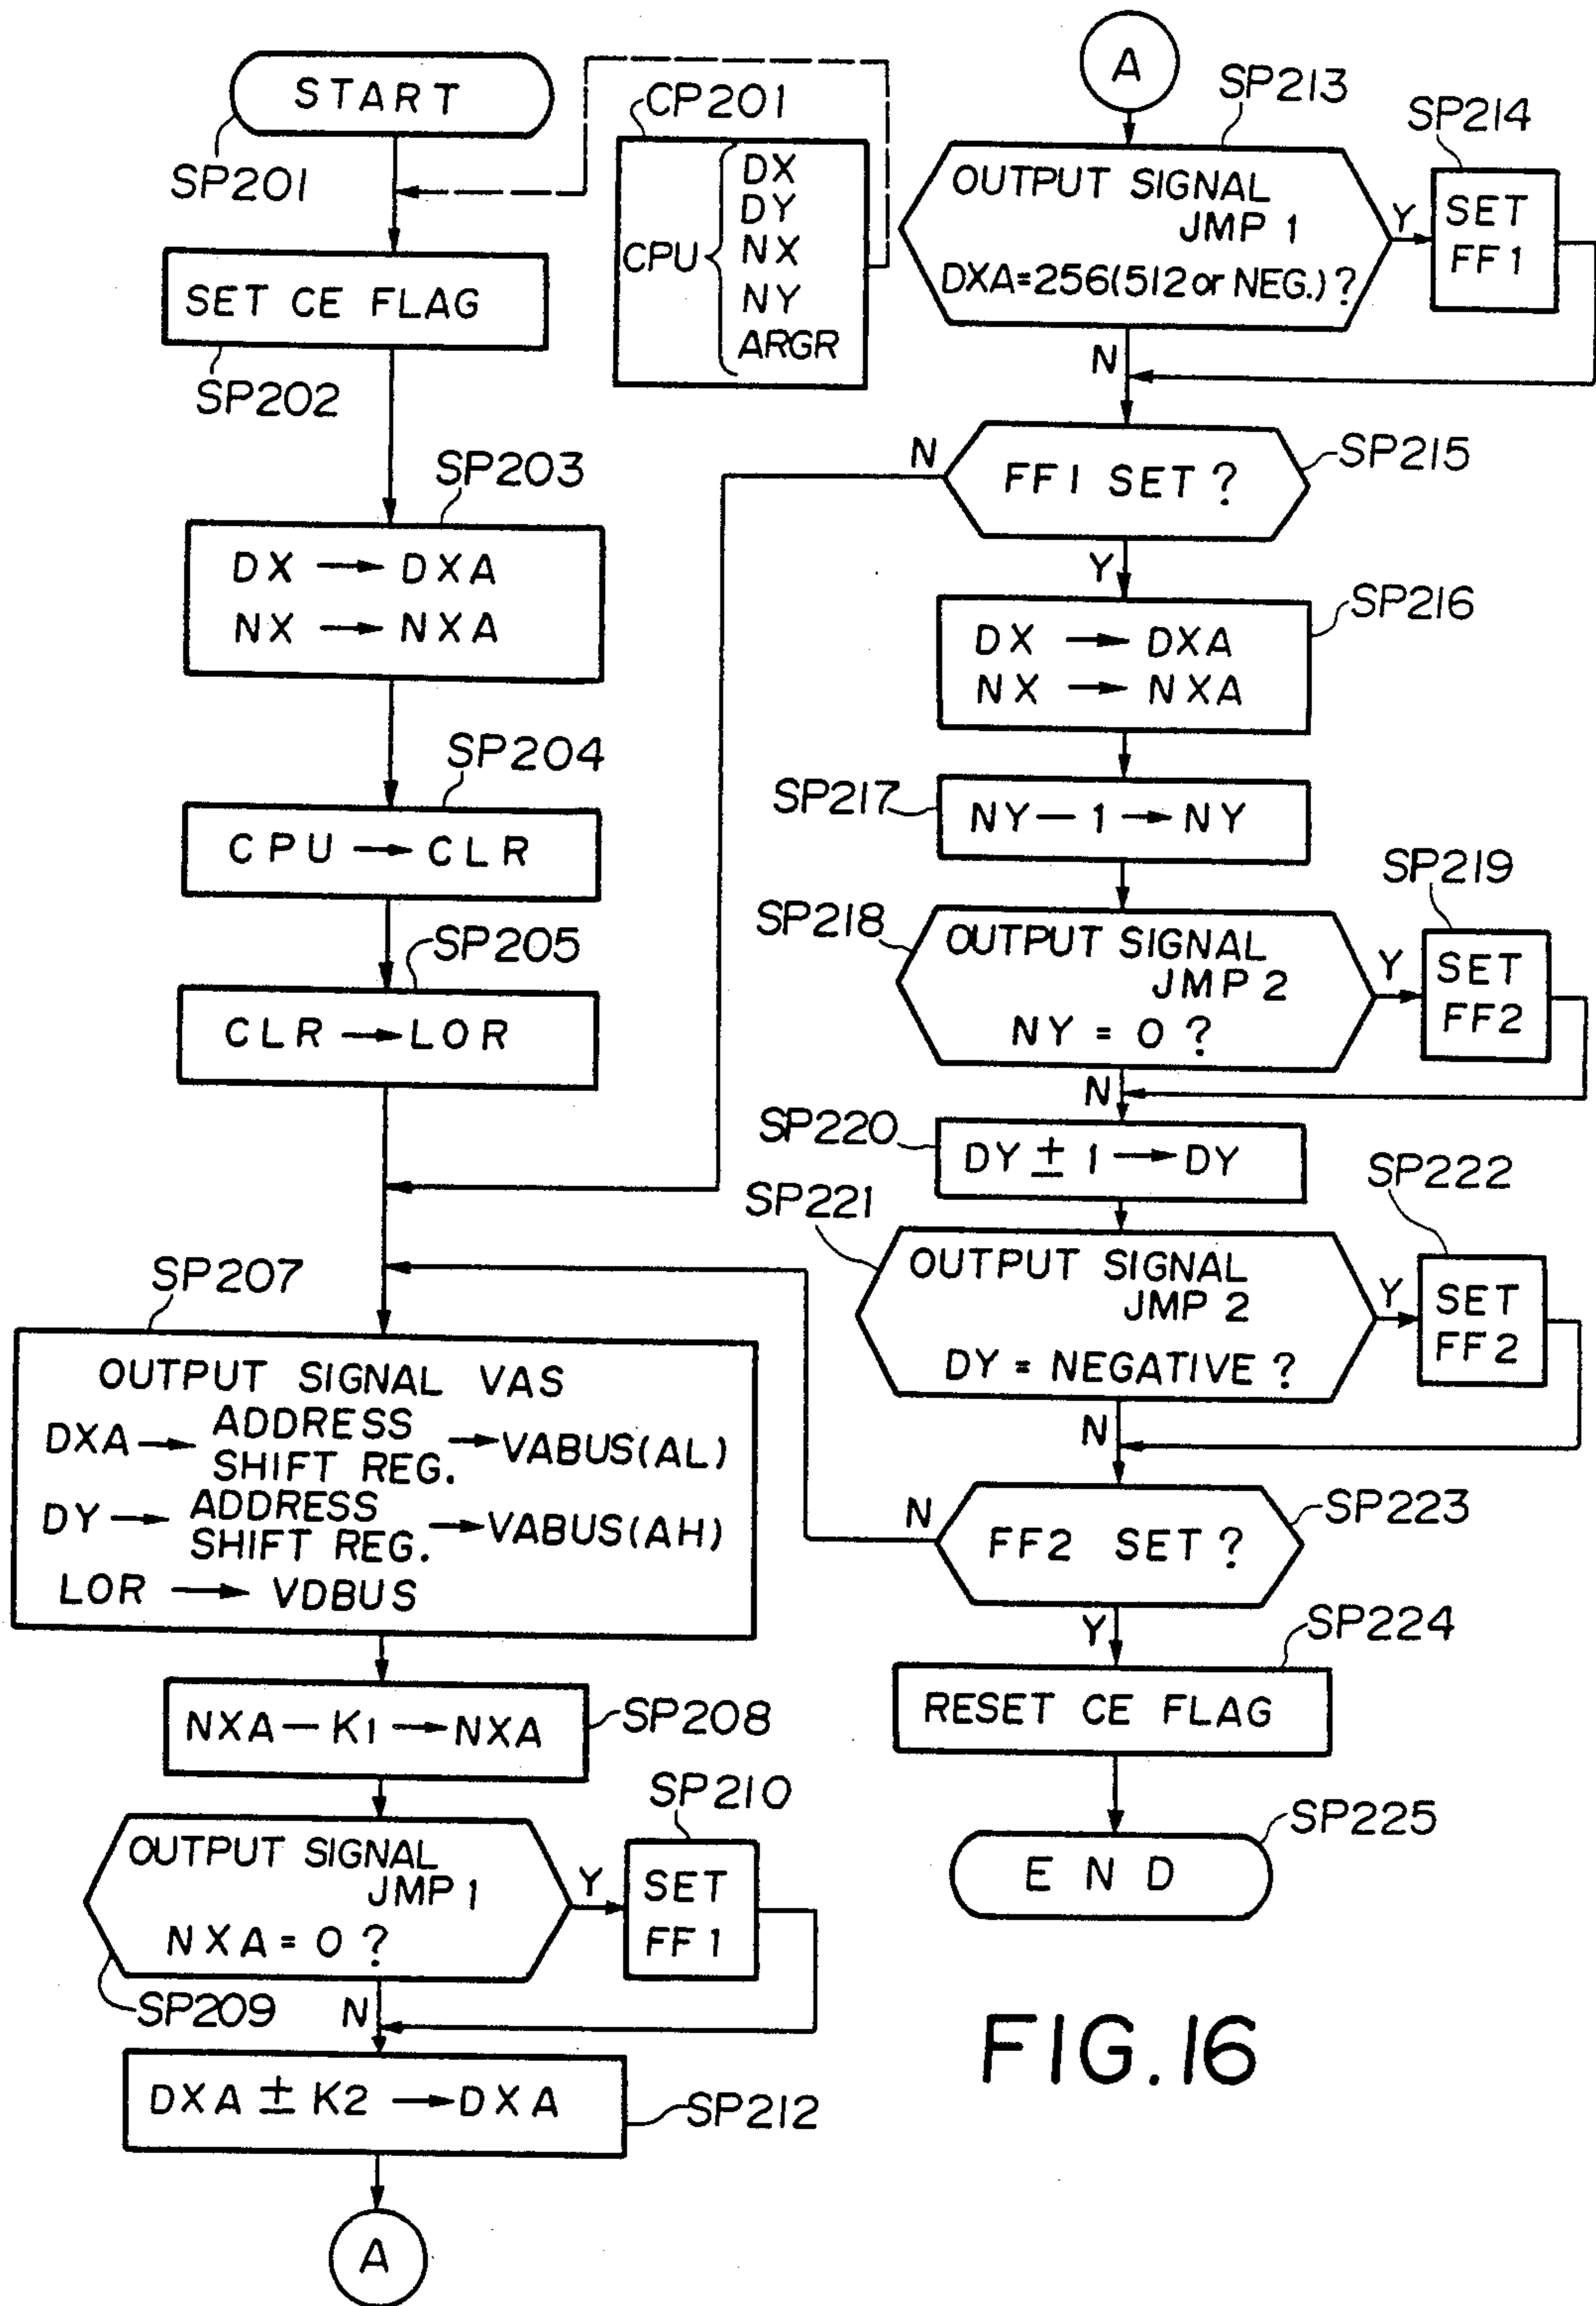 START
SP201
SET CE FLAG
SP202
CP201
CPU
DX
DY
NX
NY
ARGR
SP203
DX → DXA
NX → NXA
SP204
CPU → CLR
SP205
CLR → LOR
SP207
OUTPUT SIGNAL VAS
DXA → ADDRESS SHIFT REG. → VABUS(AL)
DY → ADDRESS SHIFT REG. → VABUS(AH)
LOR → VDBUS
NXA — K1 → NXA
SP208
OUTPUT SIGNAL
JMP 1
NXA = 0 ?
SP209
Y
N
SP210
SET
FF1
DXA ± K2 → DXA
SP212
A
A
SP213
OUTPUT SIGNAL
JMP 1
DXA=256(512 or NEG.) ?
Y
N
SP214
SET
FF1
SP215
FF1 SET ?
N
Y
SP216
DX → DXA
NX → NXA
SP217
NY — 1 → NY
SP218
OUTPUT SIGNAL
JMP 2
NY = 0 ?
Y
N
SP219
SET
FF2
SP220
DY ± 1 → DY
SP221
OUTPUT SIGNAL
JMP 2
DY = NEGATIVE ?
Y
N
SP222
SET
FF2
SP223
FF2 SET ?
N
Y
SP224
RESET CE FLAG
SP225
END
FIG. 16